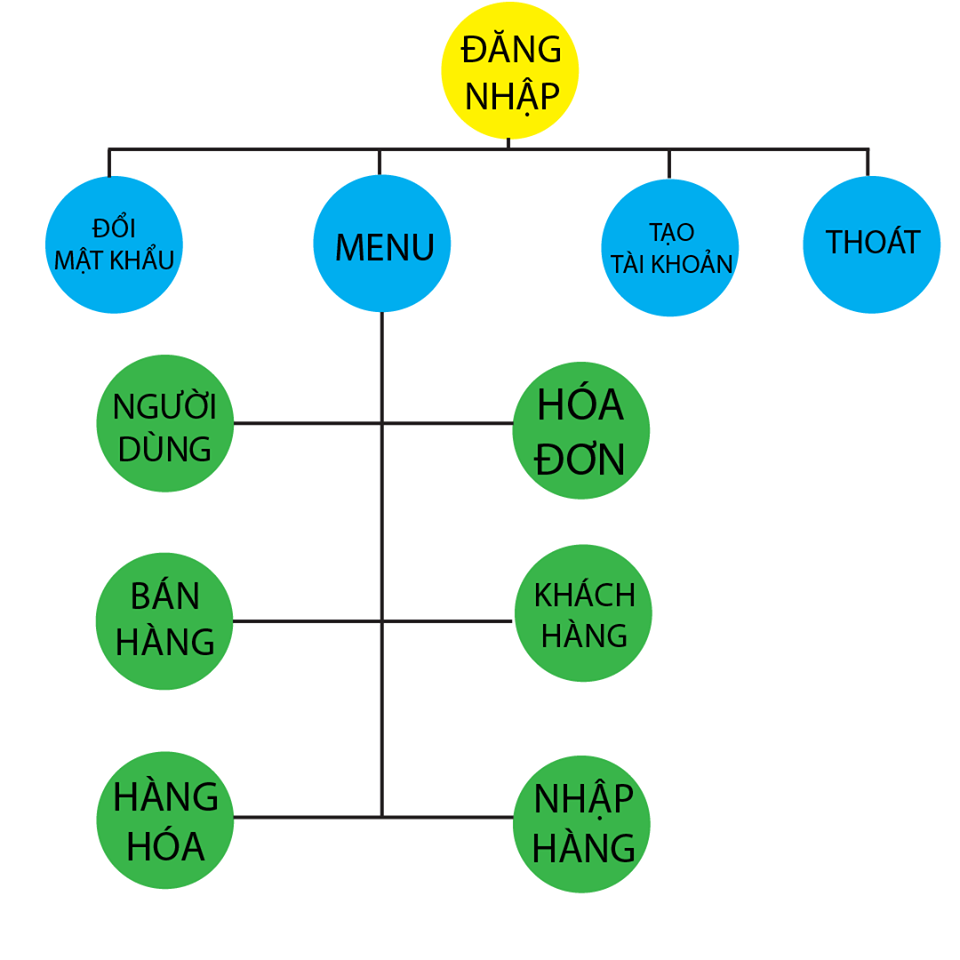 ĐĂNG
NHẬP
ĐỔI
MẬT KHẨU
MENU
TẠO
TÀI KHOẢN
THOÁT
NGƯỜI
DÙNG
HÓA
ĐƠN
BÁN
HÀNG
KHÁCH
HÀNG
HÀNG
HÓA
NHẬP
HÀNG